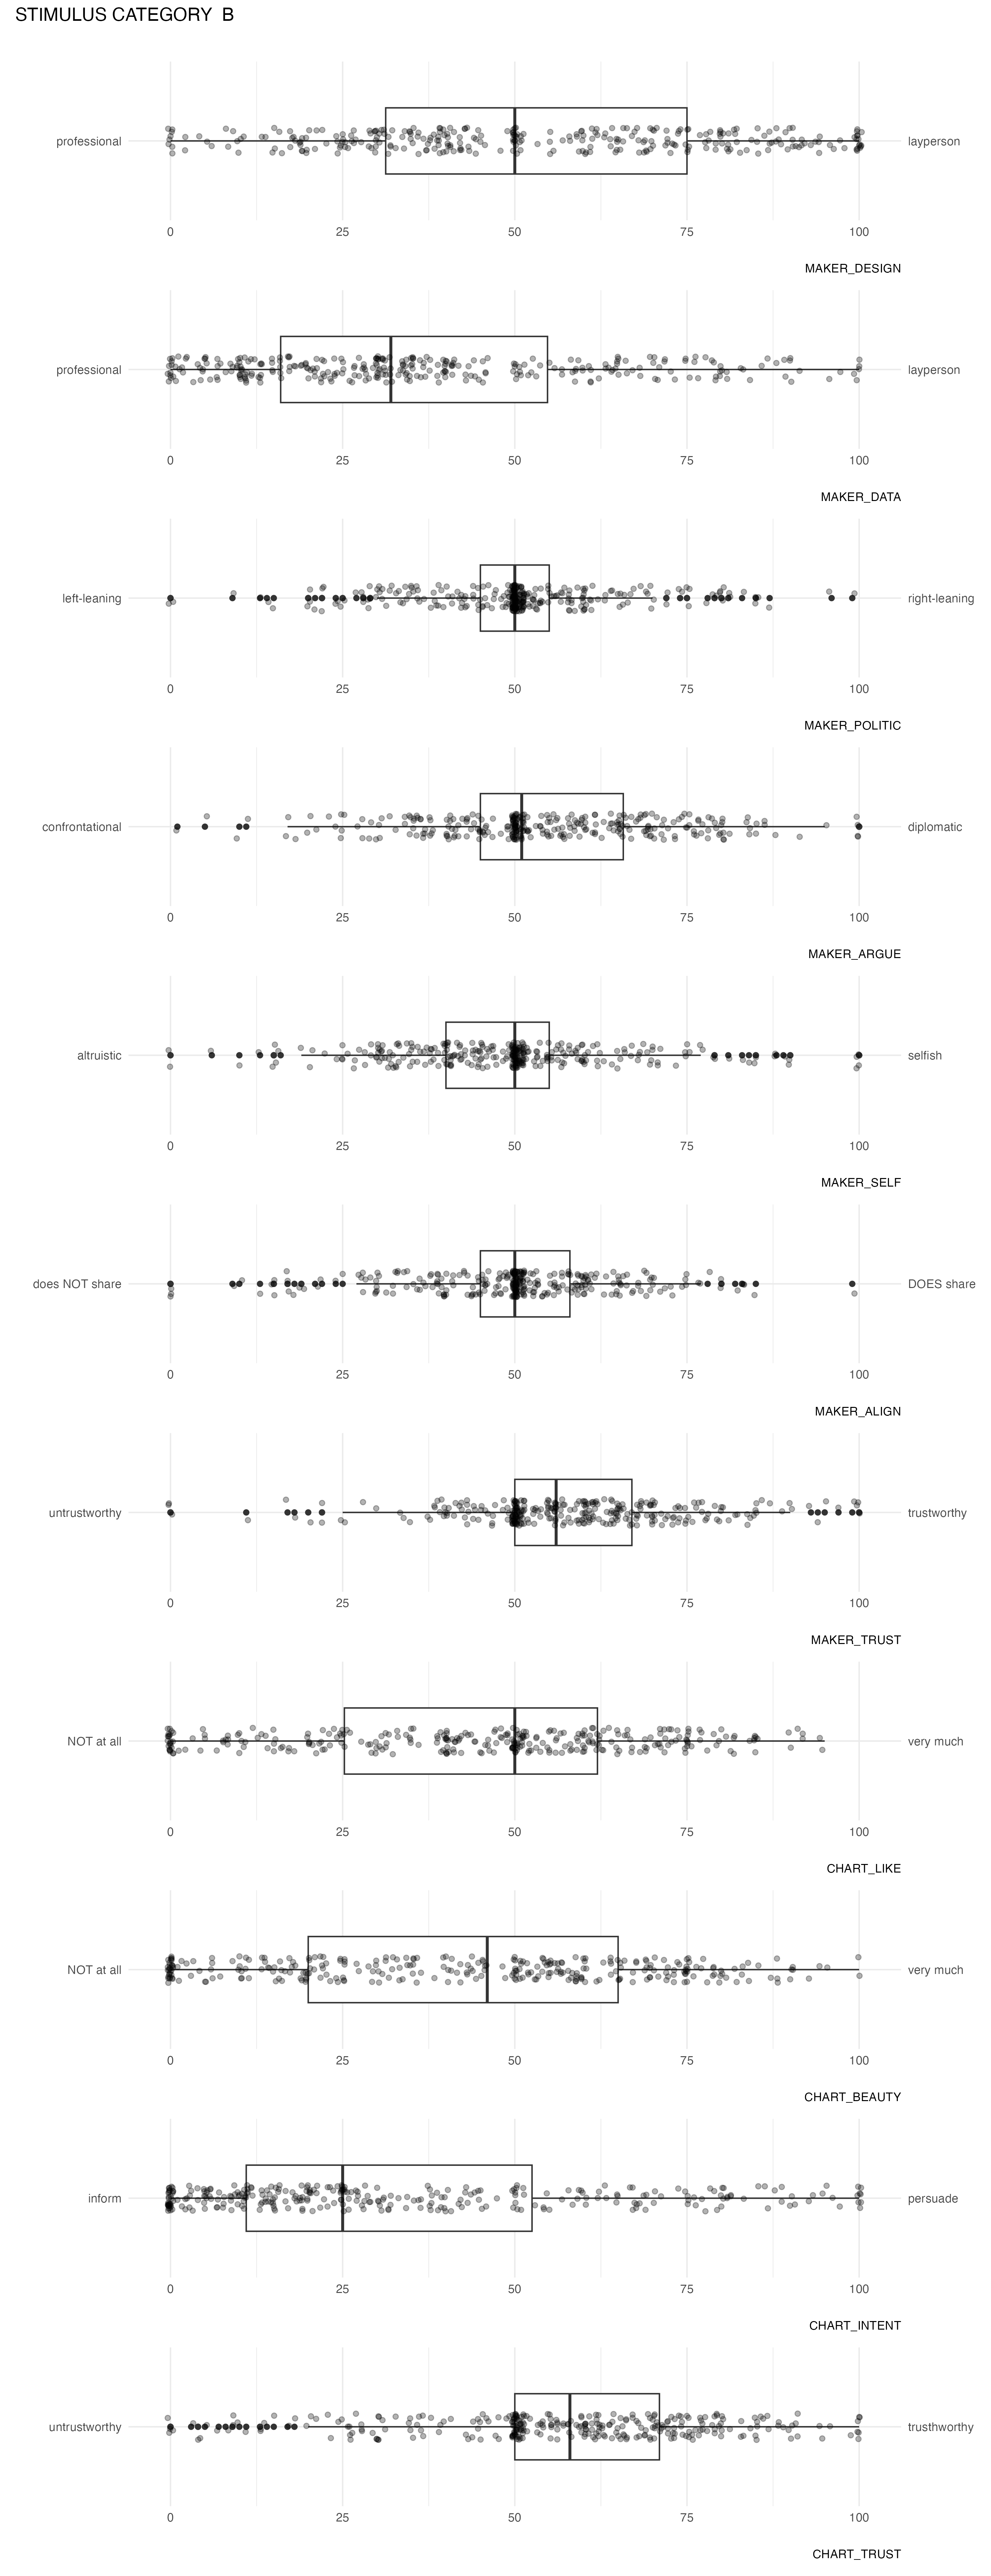 STIMULUS CATEGORY B
professional layperson
0 25 50 75 100
MAKER_DESIGN
professional layperson
0 25 50 75 100
MAKER_DATA
left-leaning right-leaning
0 25 50 75 100
MAKER_POLITIC
confrontational diplomatic
0 25 50 75 100
MAKER_ARGUE
altruistic selfish
0 25 50 75 100
MAKER_SELF
does NOT share DOES share
0 25 50 75 100
MAKER_ALIGN
untrustworthy trustworthy
0 25 50 75 100
MAKER_TRUST
NOT at all very much
0 25 50 75 100
CHART_LIKE
NOT at all very much
0 25 50 75 100
CHART_BEAUTY
inform persuade
0 25 50 75 100
CHART_INTENT
untrustworthy trusthworthy
0 25 50 75 100
CHART_TRUST